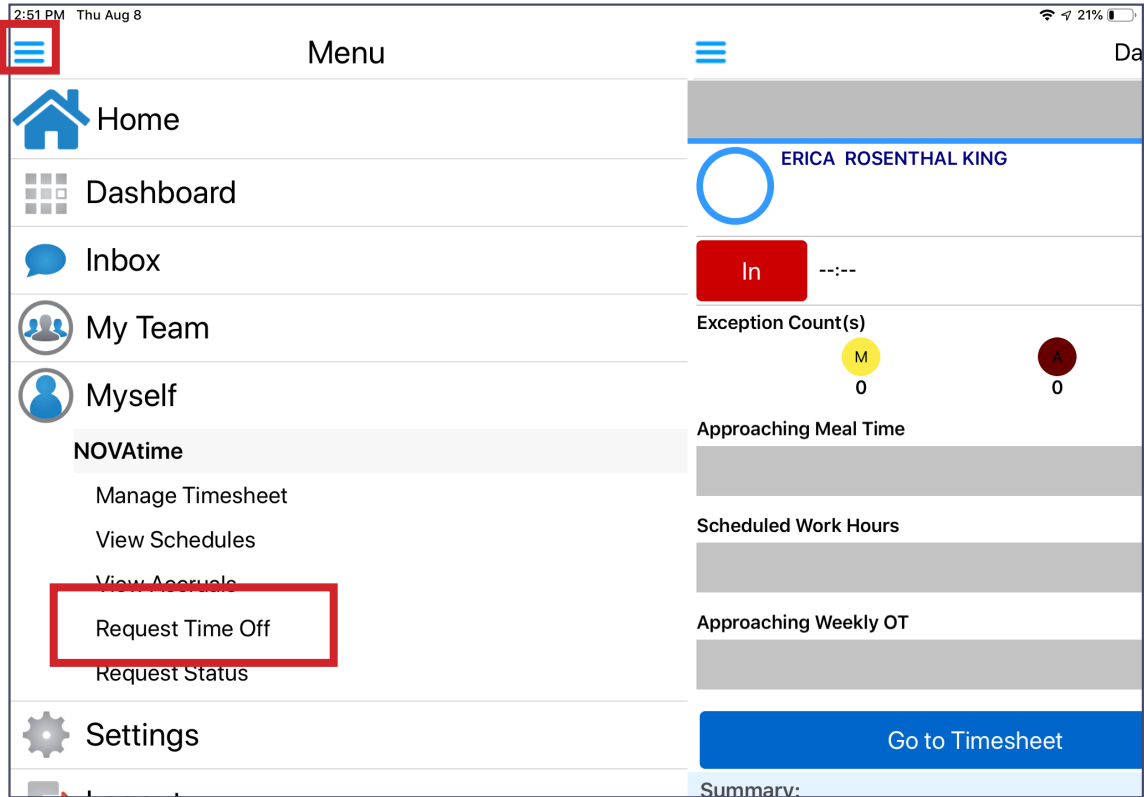 2:51 PM Thu Aug 8
21%
Menu
Home
Dashboard
Inbox
My Team
Myself
NOVAtime
Manage Timesheet
View Schedules
View Accruals
Request Time Off
Request Status
Settings
ERICA ROSENTHAL KING
In --:--
Exception Count(s)
M A
0 0
Approaching Meal Time
Scheduled Work Hours
Approaching Weekly OT
Go to Timesheet
Summary: